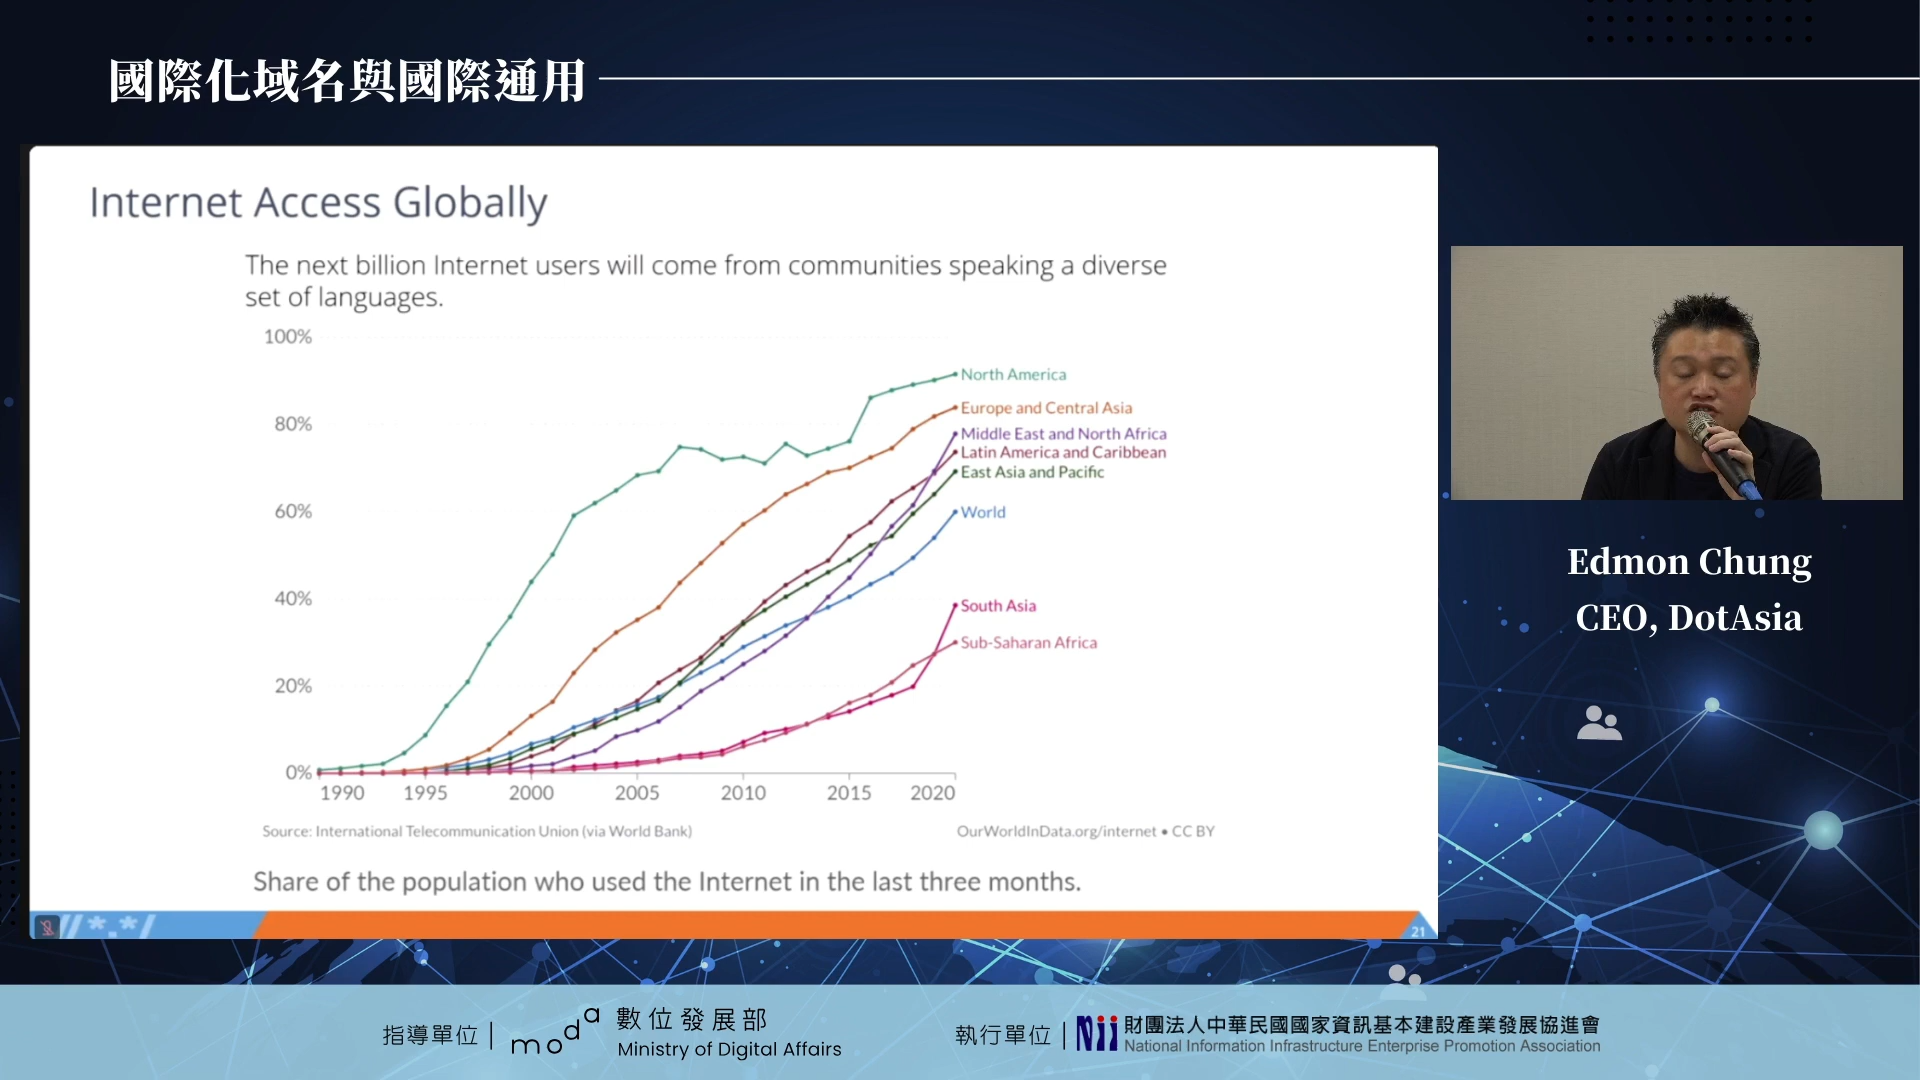 國際化域名與國際通用
Internet Access Globally
The next billion Internet users will come from communities speaking a diverse
set of languages.
100%
80%
60%
40%
20%
0%
North America
Europe and Central Asia
Middle East and North Africa
Latin America and Caribbean
East Asia and Pacific
World
South Asia
Sub-Saharan Africa
1990 1995 2000 2005 2010 2015 2020
Source: International Telecommunication Union (via World Bank)
OurWorldInData.org/internet • CC BY
Share of the population who used the Internet in the last three months.
//*.*/
21
Edmon Chung
CEO, DotAsia
指導單位
moda
數位發展部
Ministry of Digital Affairs
執行單位
Nii
財團法人中華民國國家資訊基本建設產業發展協進會
National Information Infrastructure Enterprise Promotion Association